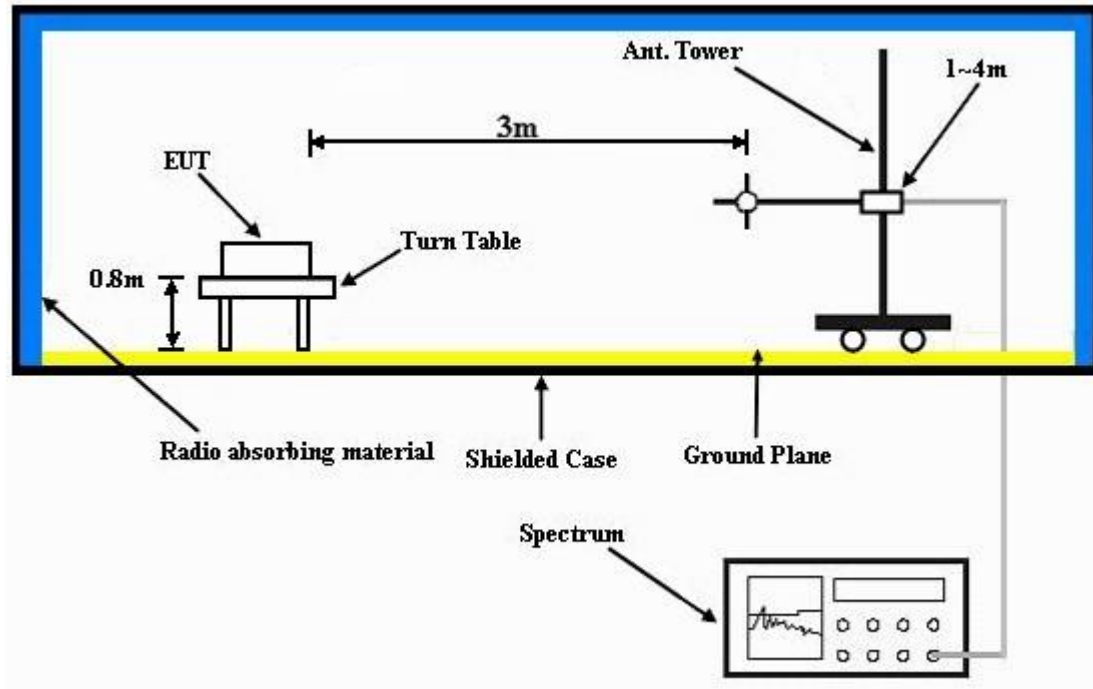 Ant. Tower
1~4m
3m
EUT
Turn Table
0.8m
Radio absorbing material
Shielded Case
Ground Plane
Spectrum